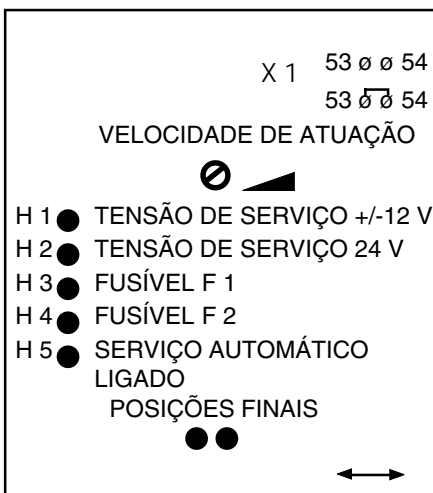 X 1 53 ø ø 54
53 ø ø 54
VELOCIDADE DE ATUAÇÃO
H 1 TENSÃO DE SERVIÇO +/-12 V
H 2 TENSÃO DE SERVIÇO 24 V
H 3 FUSÍVEL F 1
H 4 FUSÍVEL F 2
H 5 SERVIÇO AUTOMÁTICO
LIGADO
POSIÇÕES FINAIS